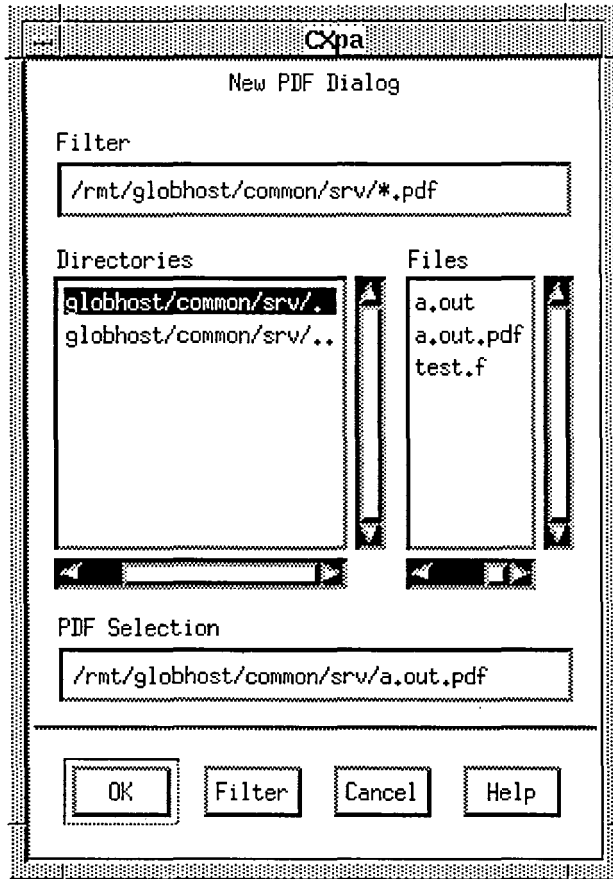 CXpa
New PDF Dialog
Filter
/rmt/globhost/common/srv/*.pdf
Directories
globhost/common/srv/.
globhost/common/srv/..
Files
a.out
a.out.pdf
test.f
PDF Selection
/rmt/globhost/common/srv/a.out.pdf
OK
Filter
Cancel
Help